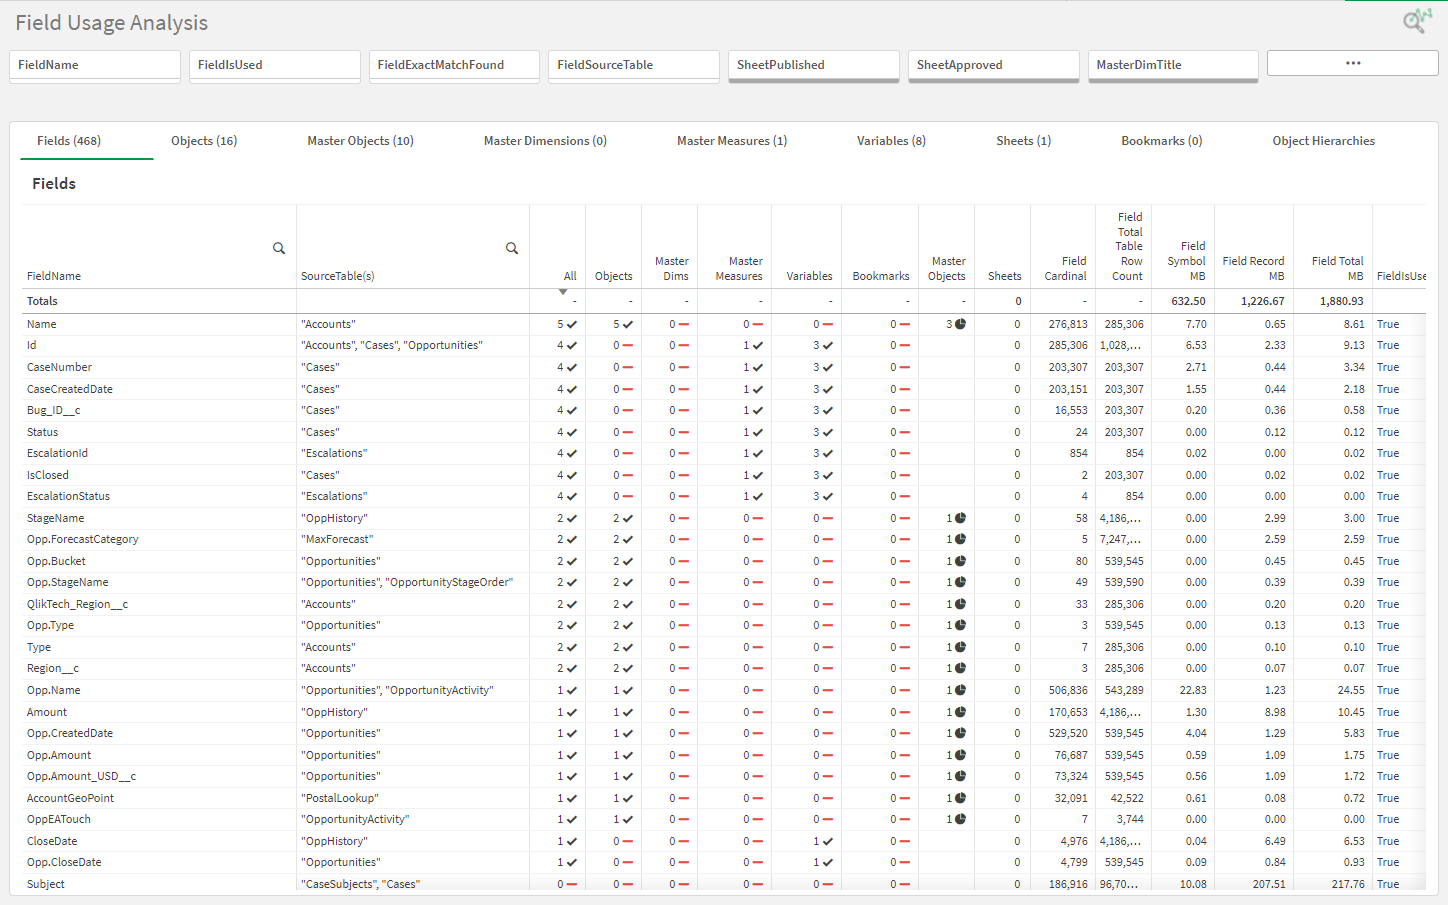 Field Usage Analysis
FieldName FieldIsUsed FieldExactMatchFound FieldSourceTable SheetPublished SheetApproved MasterDimTitle ...
Fields (468) Objects (16) Master Objects (10) Master Dimensions (0) Master Measures (1) Variables (8) Sheets (1) Bookmarks (0) Object Hierarchies
Fields
FieldName SourceTable(s) All Objects Master Dims Master Measures Variables Bookmarks Master Objects Sheets Field Cardinal Field Total Table Row Count Field Symbol MB Field Record MB Field Total MB FieldIsUse
Totals - - - - - - - 0 - - 632.50 1,226.67 1,880.93
Name "Accounts" 5 5 0 0 0 0 3 0 276,813 285,306 7.70 0.65 8.61 True
Id "Accounts", "Cases", "Opportunities" 4 0 0 1 3 0 0 285,306 1,028,... 6.53 2.33 9.13 True
CaseNumber "Cases" 4 0 0 1 3 0 0 203,307 203,307 2.71 0.44 3.34 True
CaseCreatedDate "Cases" 4 0 0 1 3 0 0 203,151 203,307 1.55 0.44 2.18 True
Bug_ID__c "Cases" 4 0 0 1 3 0 0 16,553 203,307 0.20 0.36 0.58 True
Status "Cases" 4 0 0 1 3 0 0 24 203,307 0.00 0.12 0.12 True
EscalationId "Escalations" 4 0 0 1 3 0 0 854 854 0.02 0.00 0.02 True
IsClosed "Cases" 4 0 0 1 3 0 0 2 203,307 0.00 0.02 0.02 True
EscalationStatus "Escalations" 4 0 0 1 3 0 0 4 854 0.00 0.00 0.00 True
StageName "OppHistory" 2 2 0 0 0 0 1 0 58 4,186,... 0.00 2.99 3.00 True
Opp.ForecastCategory "MaxForecast" 2 2 0 0 0 0 1 0 5 7,247,... 0.00 2.59 2.59 True
Opp.Bucket "Opportunities" 2 2 0 0 0 0 1 0 80 539,545 0.00 0.45 0.45 True
Opp.StageName "Opportunities", "OpportunityStageOrder" 2 2 0 0 0 0 1 0 49 539,590 0.00 0.39 0.39 True
QlikTech_Region__c "Accounts" 2 2 0 0 0 0 1 0 33 285,306 0.00 0.20 0.20 True
Opp.Type "Opportunities" 2 2 0 0 0 0 1 0 3 539,545 0.00 0.13 0.13 True
Type "Accounts" 2 2 0 0 0 0 1 0 7 285,306 0.00 0.10 0.10 True
Region__c "Accounts" 2 2 0 0 0 0 1 0 3 285,306 0.00 0.07 0.07 True
Opp.Name "Opportunities", "OpportunityActivity" 1 1 0 0 0 0 1 0 506,836 543,289 22.83 1.23 24.55 True
Amount "OppHistory" 1 1 0 0 0 0 1 0 170,653 4,186,... 1.30 8.98 10.45 True
Opp.CreatedDate "Opportunities" 1 1 0 0 0 0 1 0 529,520 539,545 4.04 1.29 5.83 True
Opp.Amount "Opportunities" 1 1 0 0 0 0 1 0 76,687 539,545 0.59 1.09 1.75 True
Opp.Amount_USD__c "Opportunities" 1 1 0 0 0 0 1 0 73,324 539,545 0.56 1.09 1.72 True
AccountGeoPoint "PostalLookup" 1 1 0 0 0 0 1 0 32,091 42,522 0.61 0.08 0.72 True
OppEATouch "OpportunityActivity" 1 1 0 0 0 0 1 0 7 3,744 0.00 0.00 0.00 True
CloseDate "OppHistory" 1 0 0 0 1 0 0 4,976 4,186,... 0.04 6.49 6.53 True
Opp.CloseDate "Opportunities" 1 0 0 0 1 0 0 4,799 539,545 0.09 0.84 0.93 True
Subject "CaseSubjects", "Cases" 0 0 0 0 0 0 0 186,916 96,70... 10.08 207.51 217.76 True